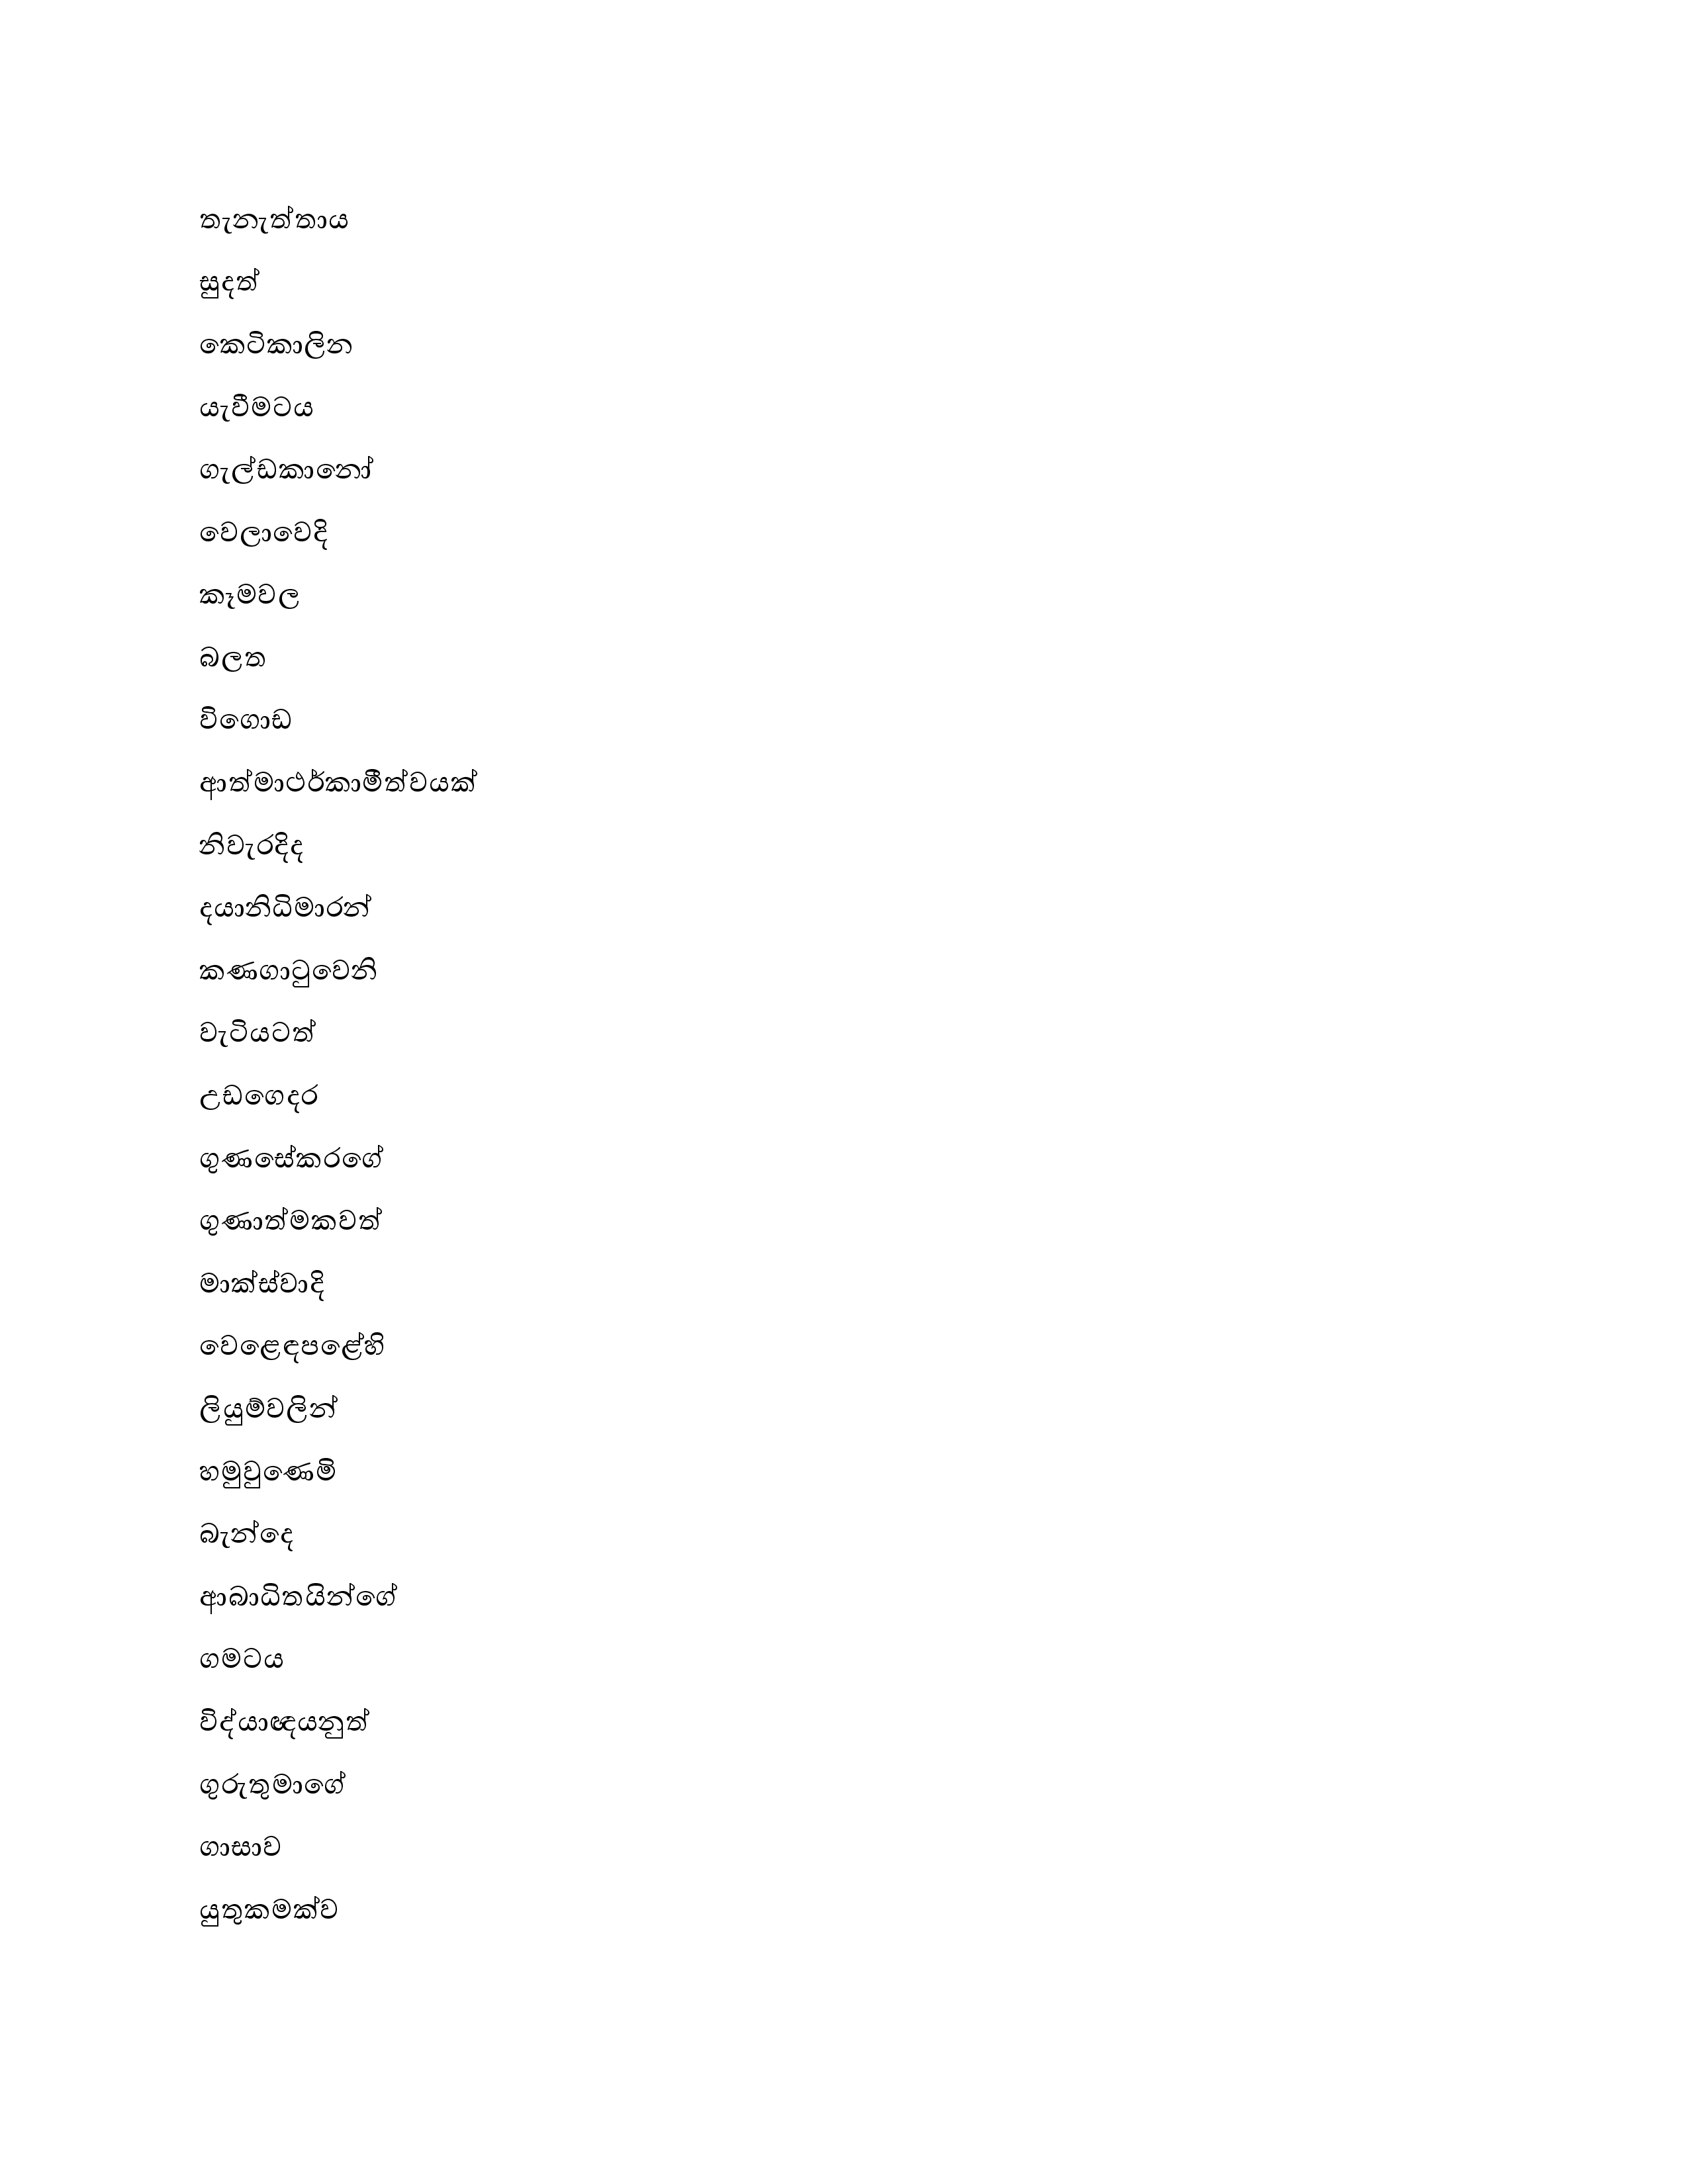 තැනැත්තාය
සුදත්
කෙටිකාලින
යැවීමටය
ගැල්ඩකානෝ
වෙලාවෙදි
කෑමවල
බලත
විගොඩ
ආත්මාර්ථකාමීත්වයක්
නිවැරදිද
දයානිධිමාරන්
කණගාටුවෙනි
වැටියටත්
උඩගෙදර
ගුණසේකරගේ
ගුණාත්මකවත්
මාක්ස්වාදි
වෙළෙඳපළේහි
ලියුම්වලින්
හමුවුණෙමි
බැන්දෙ
ආබාධිතයින්ගේ
ගමටය
විද්යාඥයනුත්
ගුරුතුමාගේ
ගාසාව
යුතුකමක්ව